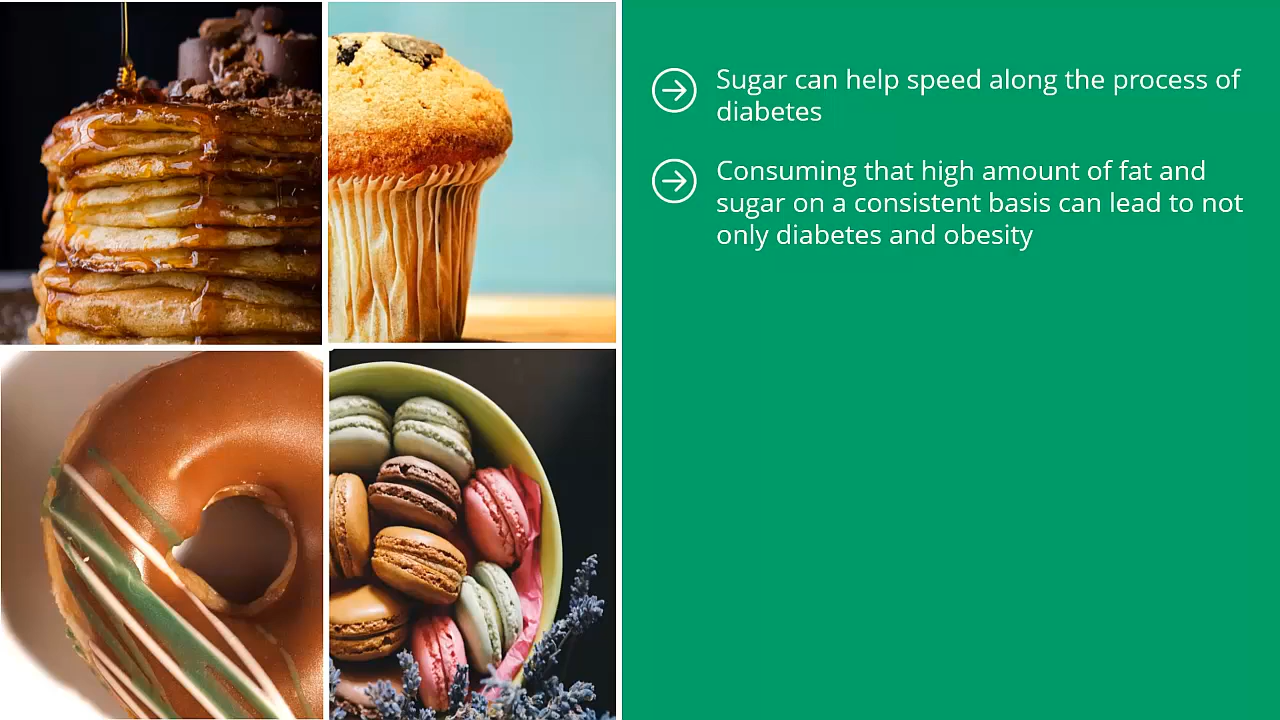 Sugar can help speed along the process of
diabetes
Consuming that high amount of fat and
sugar on a consistent basis can lead to not
only diabetes and obesity